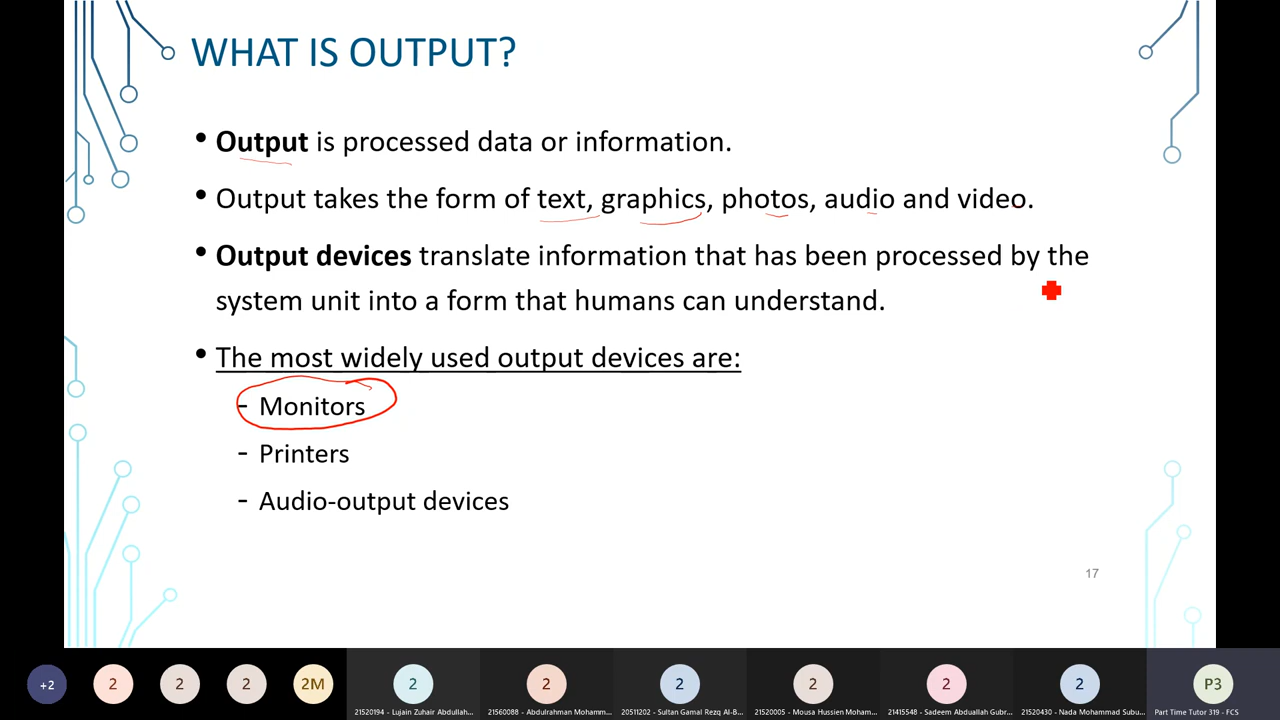 WHAT IS OUTPUT?
• Output is processed data or information.
• Output takes the form of text, graphics, photos, audio and video.
• Output devices translate information that has been processed by the
system unit into a form that humans can understand.
• The most widely used output devices are:
- Monitors
- Printers
- Audio-output devices
17
+2 2 2 2 2M 2 2 2 2 2 2 P3
21520194 - Lujain Zuhair Abdullah... 21560088 - Abdulrahman Mohamm... 20511202 - Sultan Gamal Rezq Al-B... 21520005 - Mousa Hussien Moham... 21415548 - Sadeem Abduallah Gubr... 21520430 - Nada Mohammad Subu... Part Time Tutor 319 - FCS